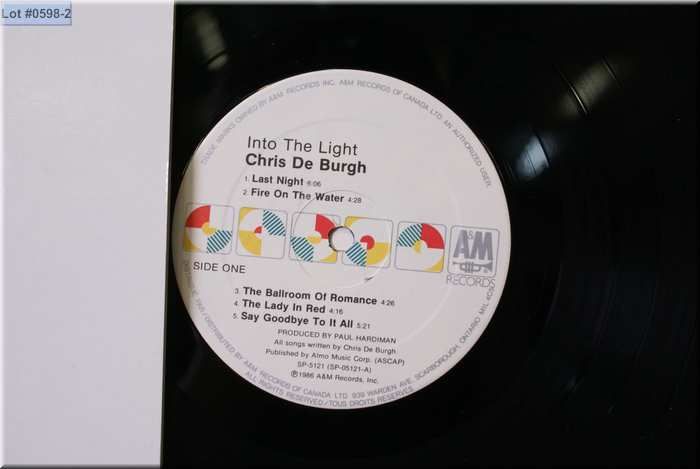 Lot #0598-2
TRADE MARKS OWNED BY A&M RECORDS INC. A&M RECORDS OF CANADA LTD. AN AUTHORIZED USER.
Into The Light
Chris De Burgh
1. Last Night 6:06
2. Fire On The Water 4:28
A&M
RECORDS
SIDE ONE
3. The Ballroom Of Romance 4:26
4. The Lady In Red 4:16
5. Say Goodbye To It All 5:21
PRODUCED BY PAUL HARDIMAN
All songs written by Chris De Burgh
Published by Almo Music Corp. (ASCAP)
SP-5121 (SP-05121-A)
℗1986 A&M Records, Inc.
DISTRIBUTED BY A&M RECORDS OF CANADA LTD. 939 WARDEN AVE. SCARBOROUGH, ONTARIO M1L
ALL RIGHTS RESERVED/TOUS DROITS RESERVES